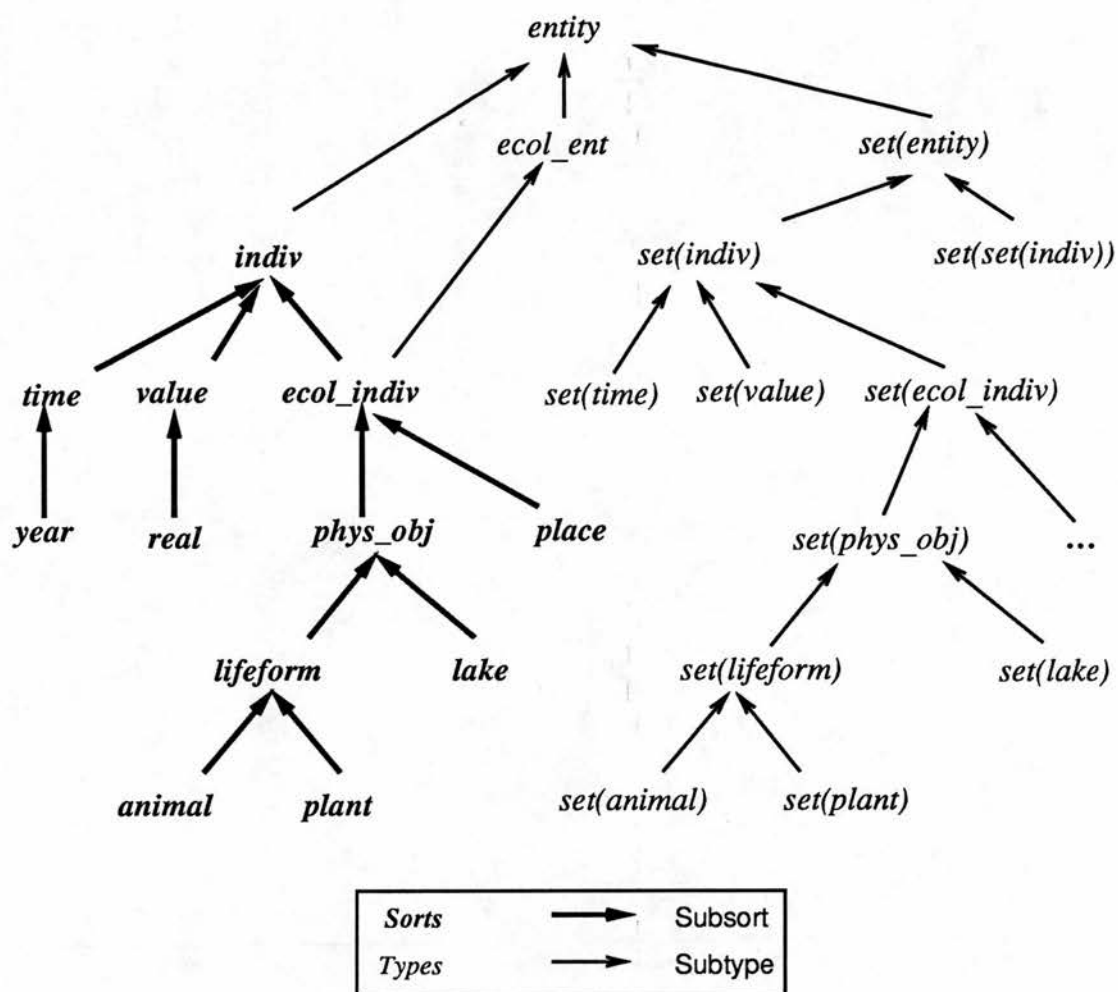 entity
ecol_ent set(entity)
indiv set(indiv) set(set(indiv))
time value ecol_indiv set(time) set(value) set(ecol_indiv)
year real phys_obj place set(phys_obj) ...
lifeform lake set(lifeform) set(lake)
animal plant set(animal) set(plant)
Sorts Subsort
Types Subtype